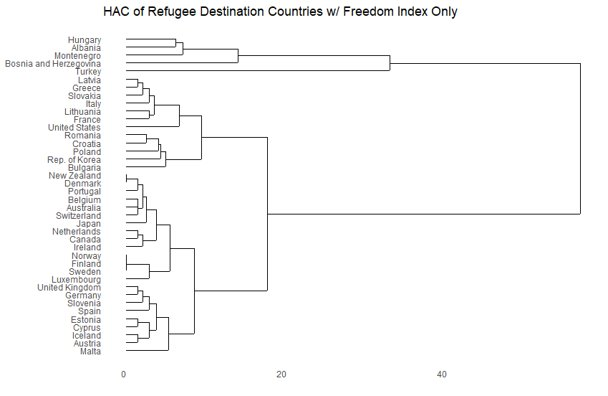 HAC of Refugee Destination Countries w/ Freedom Index Only
Hungary
Albania
Montenegro
Bosnia and Herzegovina
Turkey
Latvia
Greece
Slovakia
Italy
Lithuania
France
United States
Romania
Croatia
Poland
Rep. of Korea
Bulgaria
New Zealand
Denmark
Portugal
Belgium
Australia
Switzerland
Japan
Netherlands
Canada
Ireland
Norway
Finland
Sweden
Luxembourg
United Kingdom
Germany
Slovenia
Spain
Estonia
Cyprus
Iceland
Austria
Malta
0 20 40